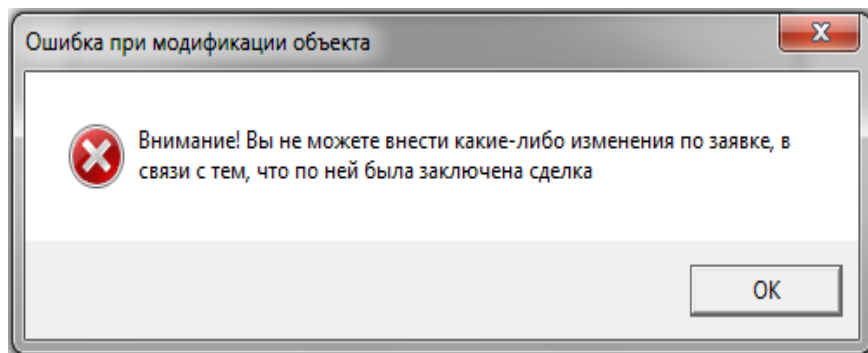 Ошибка при модификации объекта
Внимание! Вы не можете внести какие-либо изменения по заявке, в
связи с тем, что по ней была заключена сделка
OK